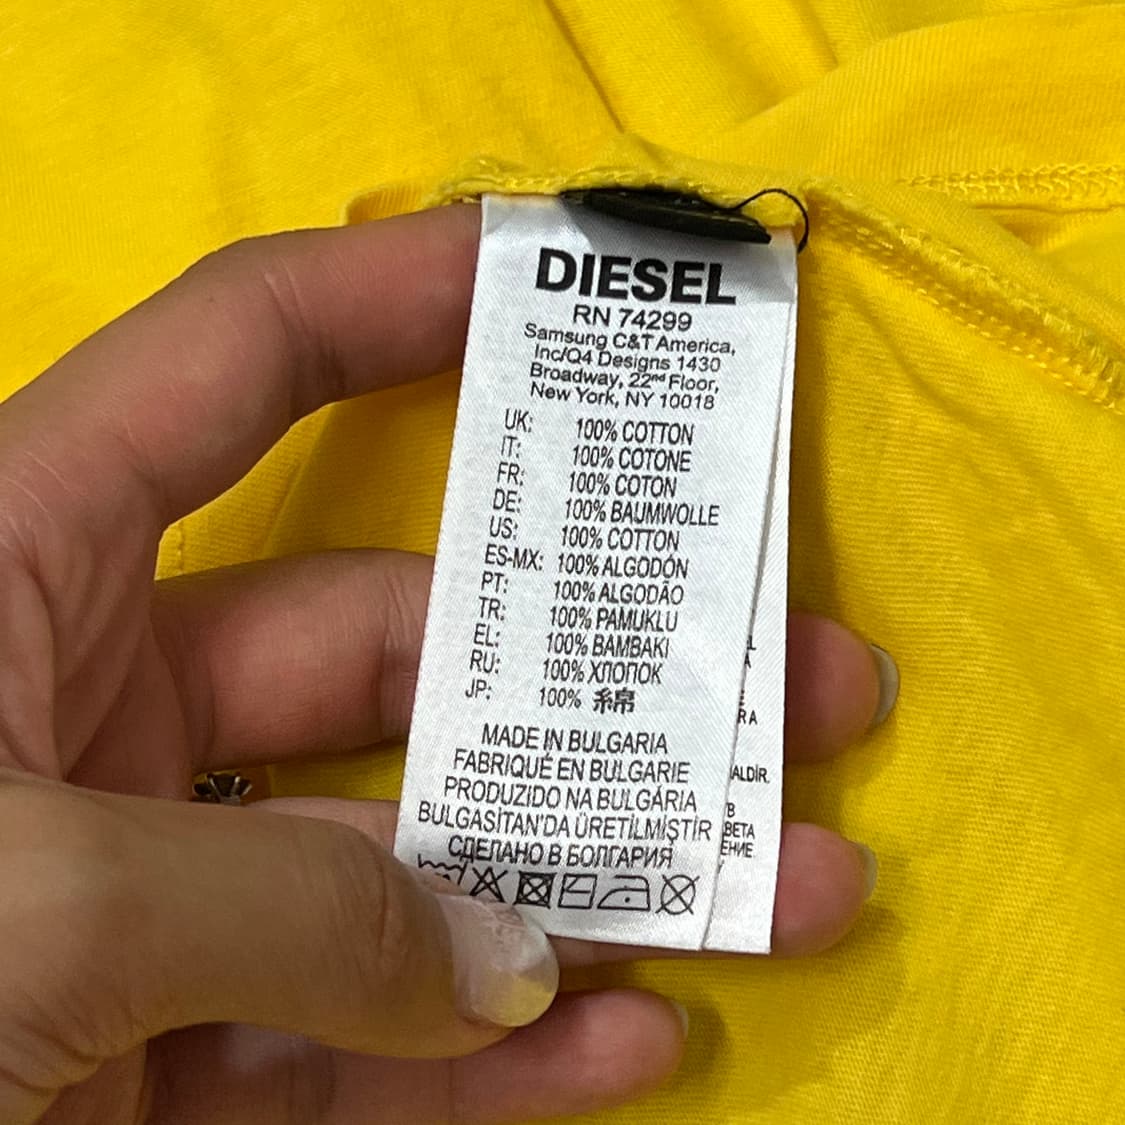 DIESEL
RN 74299
Samsung C&T America,
Inc/Q4 Designs 1430
Broadway, 22nd Floor,
New York, NY 10018
UK: 100% COTTON
IT: 100% COTONE
FR: 100% COTON
DE: 100% BAUMWOLLE
US: 100% COTTON
ES-MX: 100% ALGODÓN
PT: 100% ALGODÃO
TR: 100% PAMUKLU
EL: 100% BAMBAKI
RU: 100% ХЛОПОК
JP: 100% 綿
MADE IN BULGARIA
FABRIQUÉ EN BULGARIE
PRODUZIDO NA BULGÁRIA
BULGASİTAN'DA ÜRETİLMİŞTİR
СДЕЛАНО В БОЛГАРИЯ